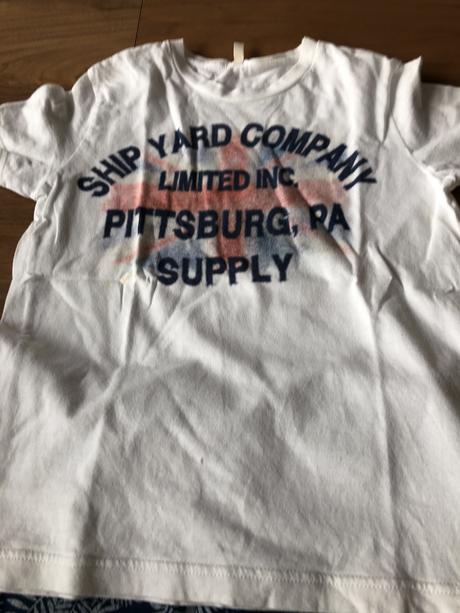 SHIP YARD COMPANY
LIMITED INC.
PITTSBURG, PA
SUPPLY